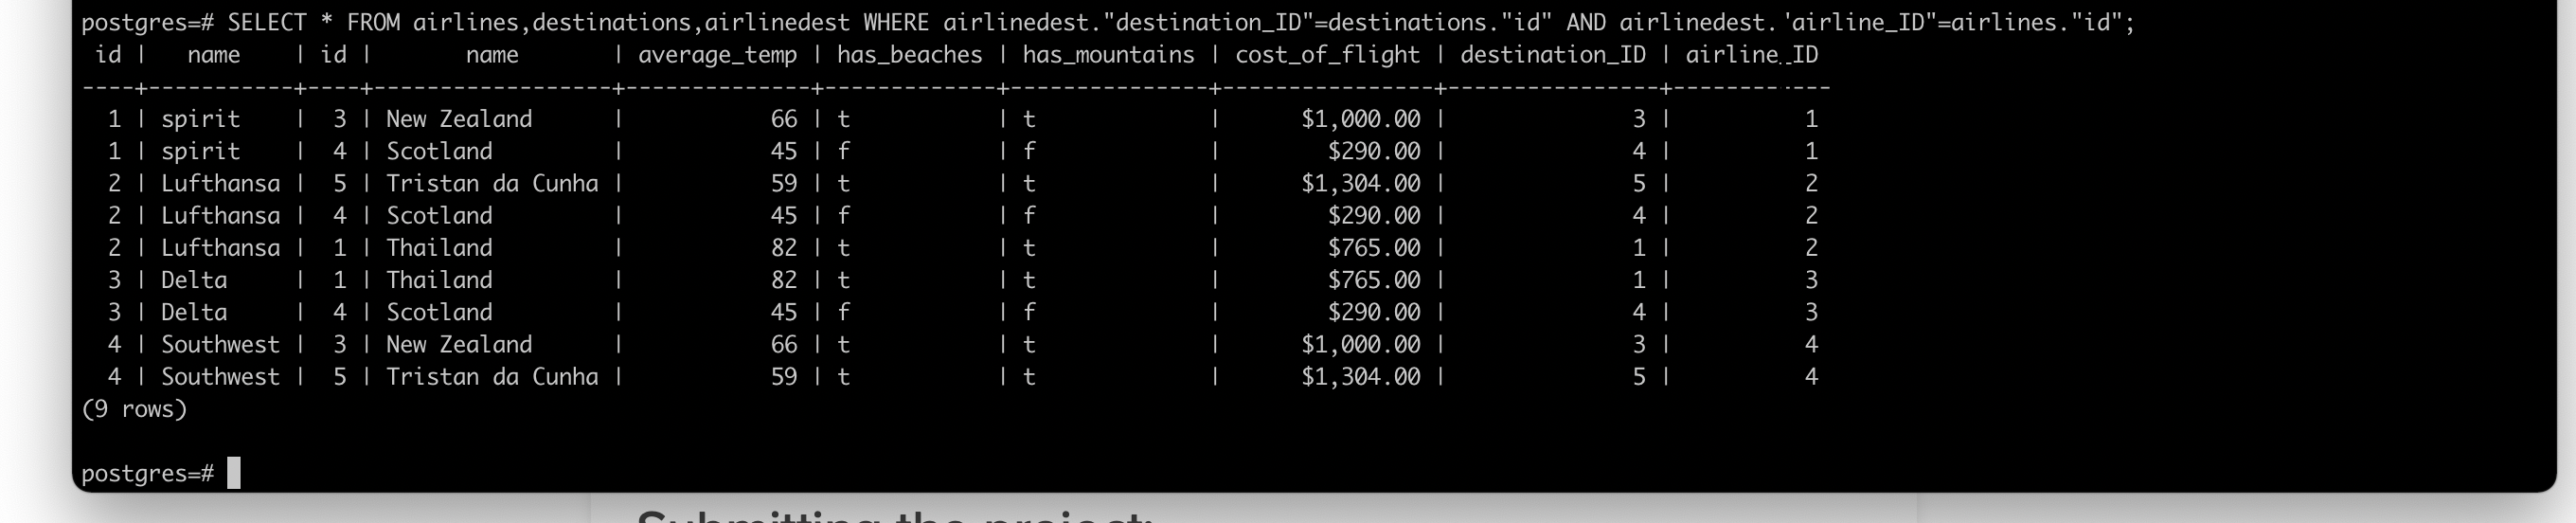 postgres=# SELECT * FROM airlines,destinations,airlinedest WHERE airlinedest."destination_ID"=destinations."id" AND airlinedest.'airline_ID"=airlines."id";
 id |   name    | id |       name       | average_temp | has_beaches | has_mountains | cost_of_flight | destination_ID | airline_ID
----+-----------+----+------------------+--------------+-------------+---------------+----------------+----------------+------------
  1 | spirit    |  3 | New Zealand      |           66 | t           | t             |      $1,000.00 |              3 |          1
  1 | spirit    |  4 | Scotland         |           45 | f           | f             |        $290.00 |              4 |          1
  2 | Lufthansa |  5 | Tristan da Cunha |           59 | t           | t             |      $1,304.00 |              5 |          2
  2 | Lufthansa |  4 | Scotland         |           45 | f           | f             |        $290.00 |              4 |          2
  2 | Lufthansa |  1 | Thailand         |           82 | t           | t             |        $765.00 |              1 |          2
  3 | Delta     |  1 | Thailand         |           82 | t           | t             |        $765.00 |              1 |          3
  3 | Delta     |  4 | Scotland         |           45 | f           | f             |        $290.00 |              4 |          3
  4 | Southwest |  3 | New Zealand      |           66 | t           | t             |      $1,000.00 |              3 |          4
  4 | Southwest |  5 | Tristan da Cunha |           59 | t           | t             |      $1,304.00 |              5 |          4
(9 rows)
postgres=#
Submitting the project: